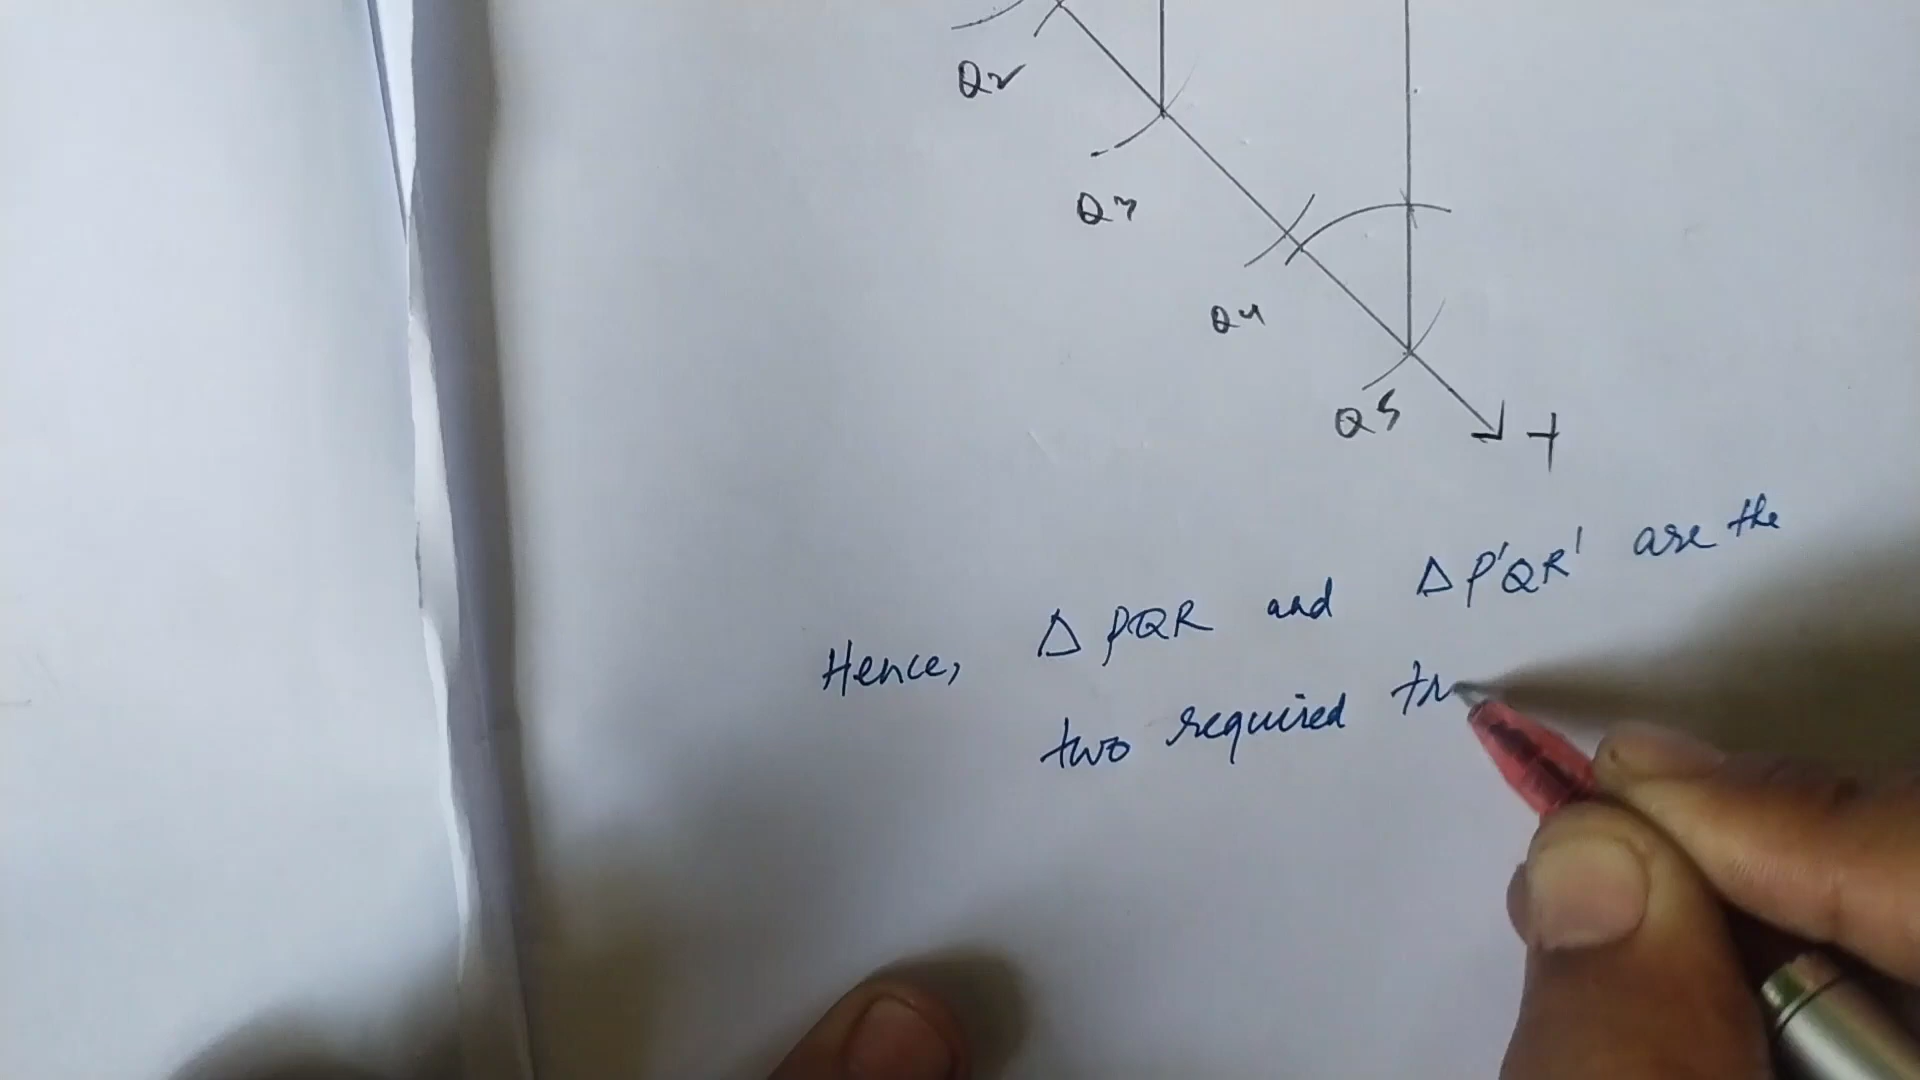 Q2
Q3
Q4
Q5
Hence, Δ PQR and Δ P'QR' are the
two required tr